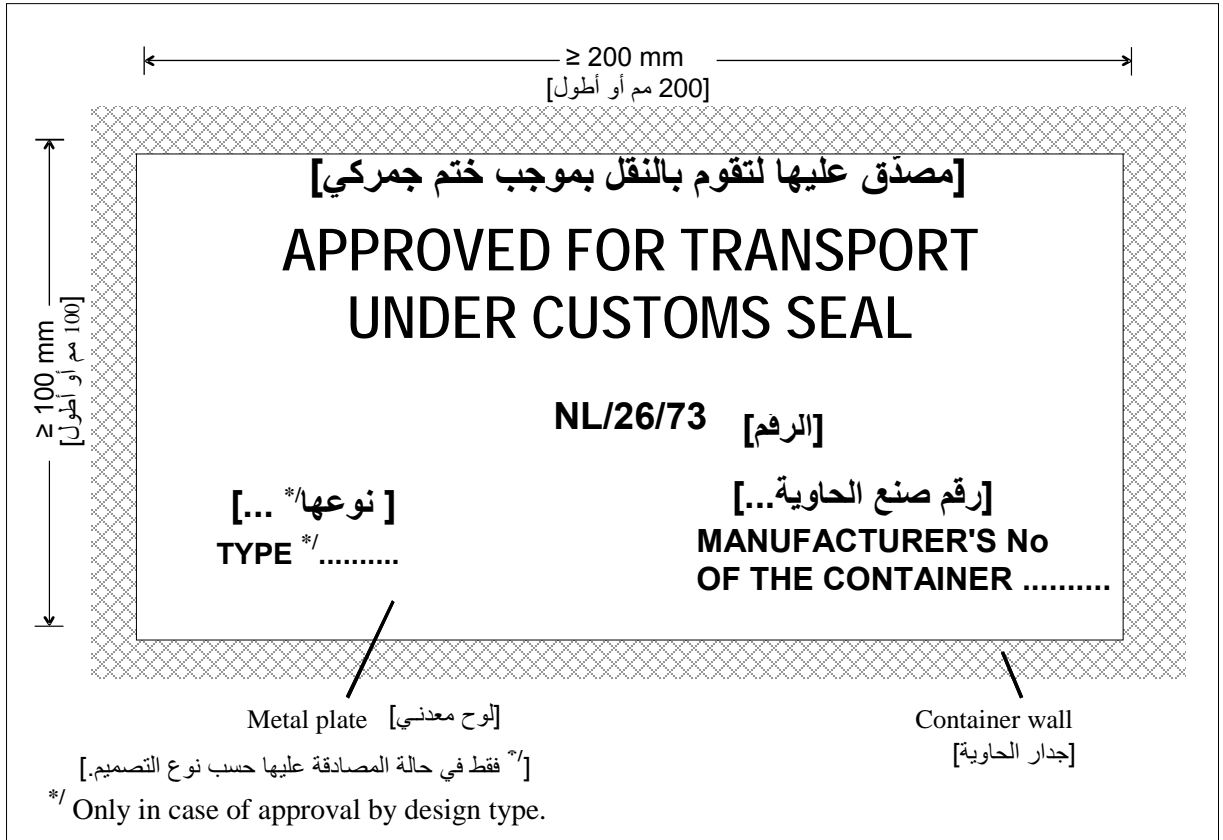 ≥ 200 mm
[200 مم أو أطول]
≥ 100 mm
[100 مم أو أطول]
[مصدّق عليها لتقوم بالنقل بموجب ختم جمركي]
APPROVED FOR TRANSPORT
UNDER CUSTOMS SEAL
NL/26/73 [الرقم]
[ نوعها/* ...]
TYPE */..........
[رقم صنع الحاوية...]
MANUFACTURER'S No
OF THE CONTAINER ..........
Metal plate [لوح معدني]
Container wall
[جدار الحاوية]
[*/ فقط في حالة المصادقة عليها حسب نوع التصميم.]
*/ Only in case of approval by design type.